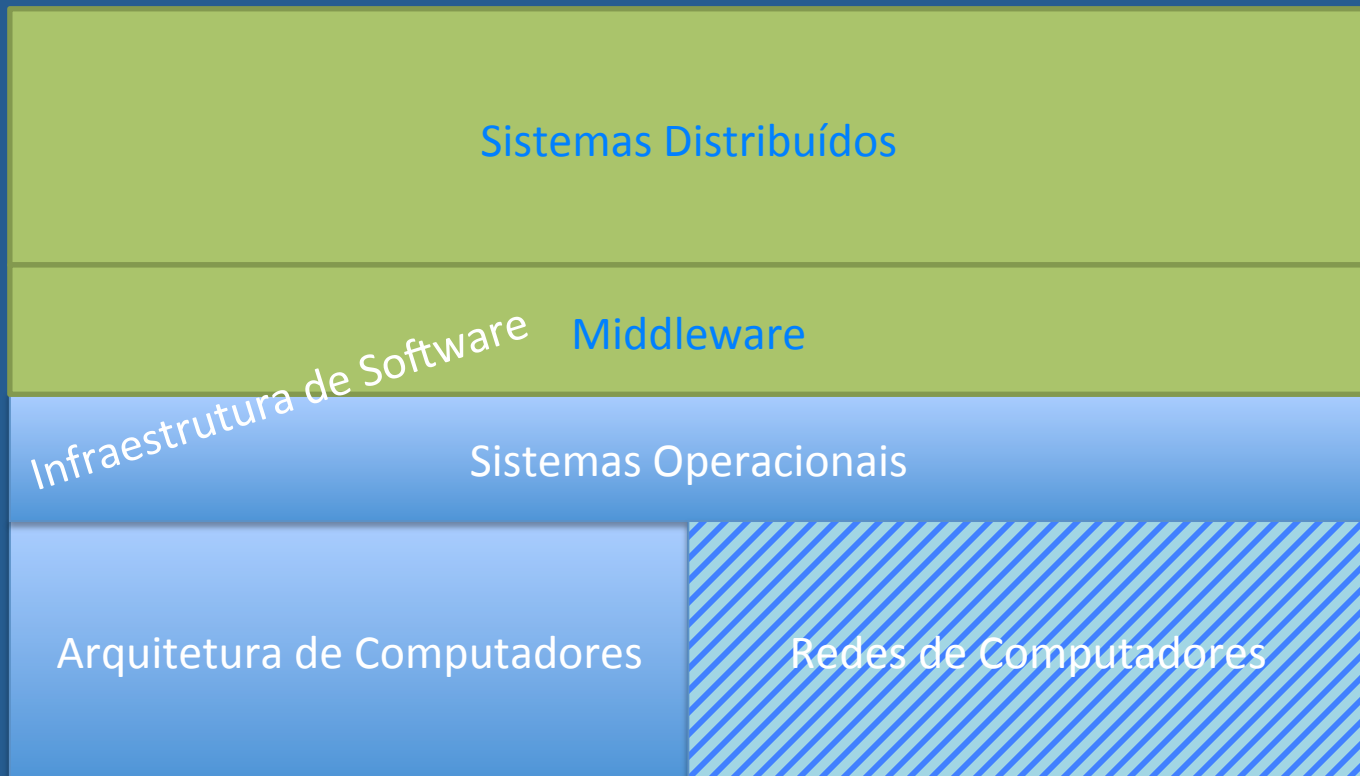 Sistemas Distribuídos
Middleware
Infraestrutura de Software
Sistemas Operacionais
Arquitetura de Computadores
Redes de Computadores